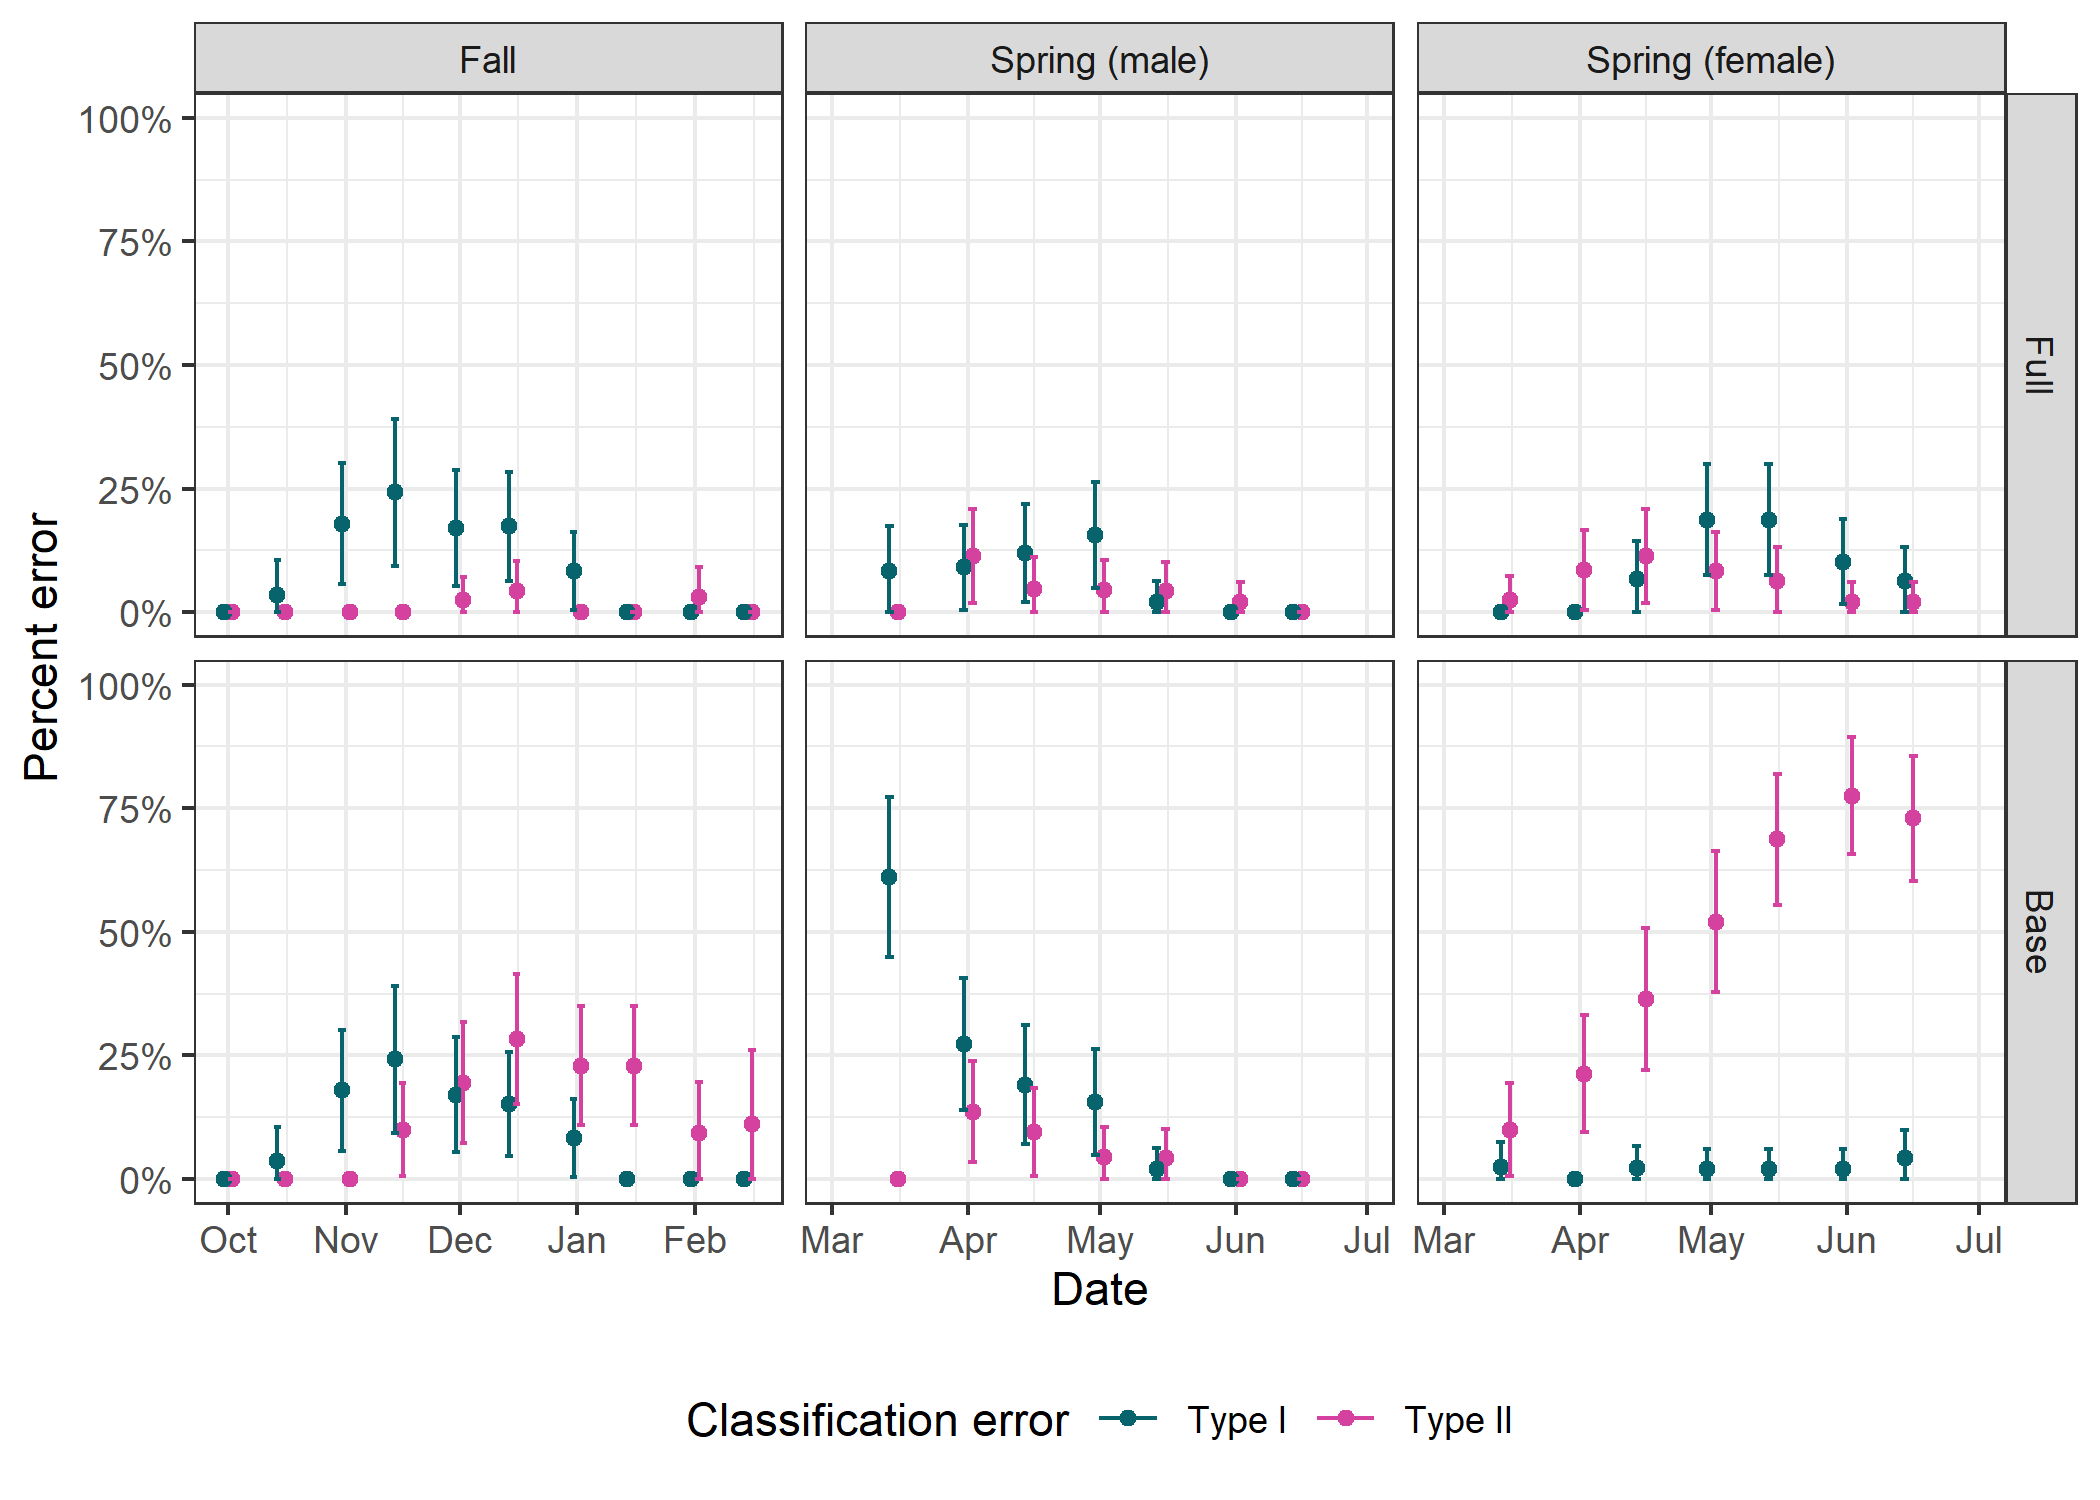 Fall
Spring (male)
Spring (female)
100%
75%
50%
25%
0%
Full
Percent error
100%
75%
50%
25%
0%
Base
Oct Nov Dec Jan Feb Mar Apr May Jun Jul Mar Apr May Jun Jul
Date
Classification error Type I Type II